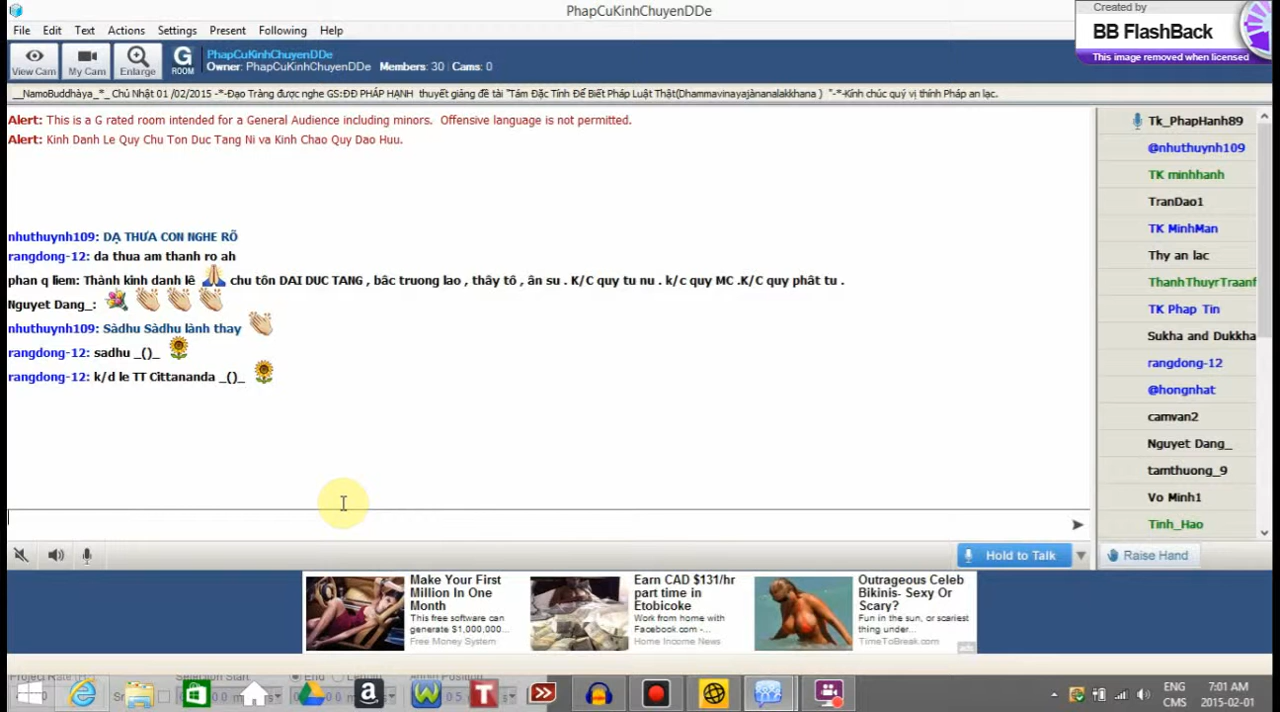 PhapCuKinhChuyenDDe
Created by
BB FlashBack
This image removed when licensed
File Edit Text Actions Settings Present Following Help
View Cam My Cam Enlarge G ROOM
PhapCuKinhChuyenDDe
Owner: PhapCuKinhChuyenDDe Members: 30 Cams: 0
__NamoBuddhàya_*_ Chủ Nhật 01 /02/2015 -*-Đạo Tràng được nghe GS:ĐĐ PHÁP HẠNH thuyết giảng đề tài "Tám Đặc Tính Để Biết Pháp Luật Thật(Dhammavinayajànanalakkhana ) "-*-Kính chúc quý vị thính Pháp an lạc.
Alert: This is a G rated room intended for a General Audience including minors. Offensive language is not permitted.
Alert: Kinh Danh Le Quy Chu Ton Duc Tang Ni va Kinh Chao Quy Dao Huu.
nhuthuynh109: DẠ THƯA CON NGHE RÕ
rangdong-12: da thua am thanh ro ah
phan q liem: Thành kinh danh lê chu tôn DAI DUC TANG , bâc truong lao , thây tô , ân su . K/C quy tu nu . k/c quy MC .K/C quy phât tu .
Nguyet Dang_:
nhuthuynh109: Sàdhu Sàdhu lành thay
rangdong-12: sadhu _()_
rangdong-12: k/d le TT Cittananda _()_
Tk_PhapHanh89
@nhuthuynh109
TK minhhanh
TranDao1
TK MinhMan
Thy an lac
ThanhThuyrTraanf
TK Phap Tin
Sukha and Dukkha
rangdong-12
@hongnhat
camvan2
Nguyet Dang_
tamthuong_9
Vo Minh1
Tinh_Hao
Hold to Talk
Raise Hand
Make Your First
Million In One
Month
This free software can
generate $1,000,000...
Free Money System
Earn CAD $131/hr
part time in
Etobicoke
Work from home with
Facebook.com -...
Home Income News
Outrageous Celeb
Bikinis- Sexy Or
Scary?
Fun in the sun, or scariest
thing under...
TimeToBreak.com
ads
Selection Start End
ENG 7:01 AM
CMS 2015-02-01